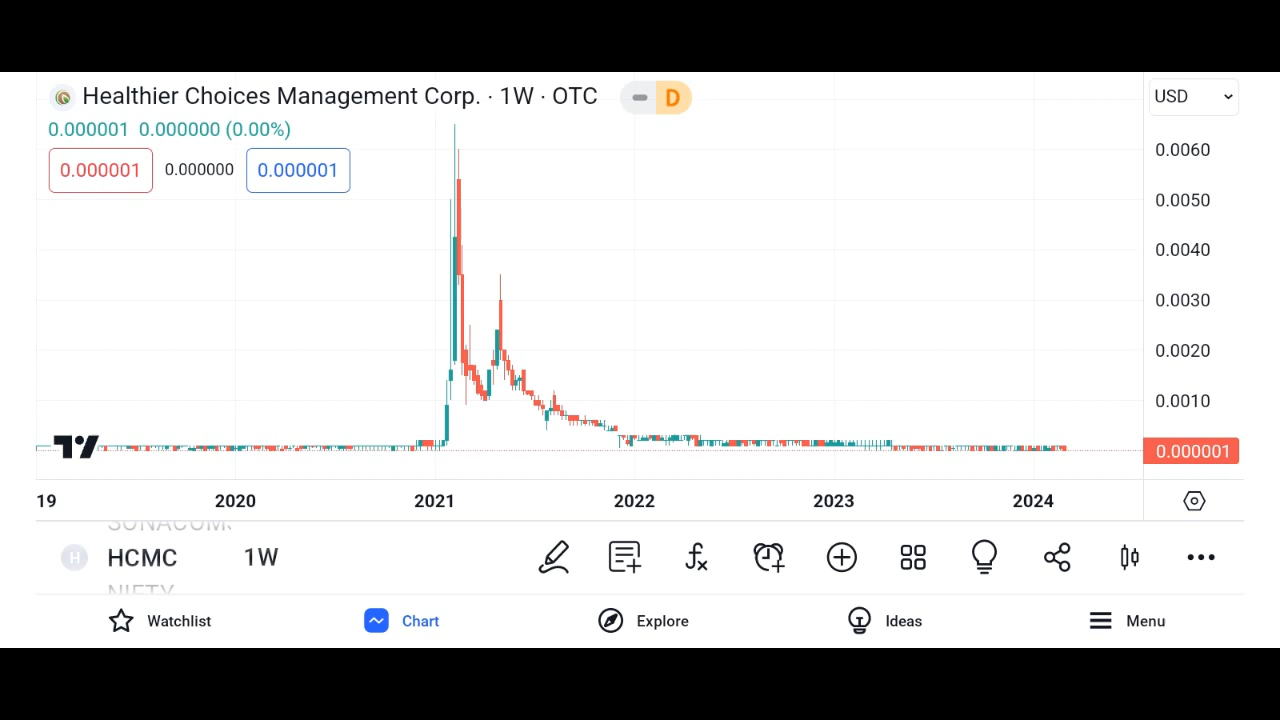 Healthier Choices Management Corp. · 1W · OTC
D
USD
0.000001 0.000000 (0.00%)
0.000001 0.000000 0.000001
0.0060
0.0050
0.0040
0.0030
0.0020
0.0010
0.000001
19 2020 2021 2022 2023 2024
H HCMC 1W
NIFTY
Watchlist Chart Explore Ideas Menu